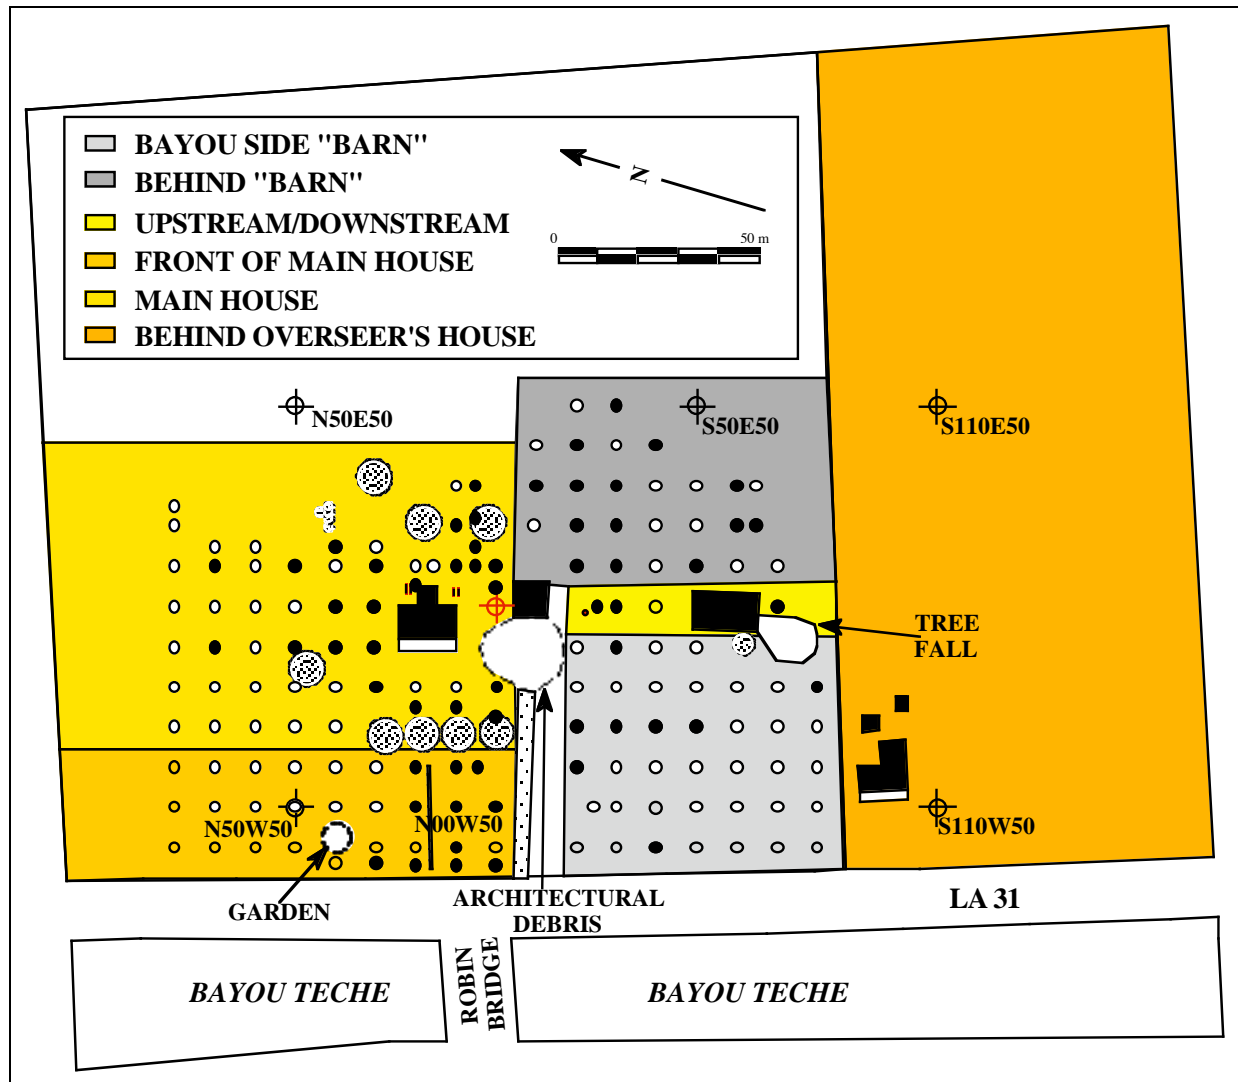 BAYOU SIDE "BARN"
BEHIND "BARN"
UPSTREAM/DOWNSTREAM
FRONT OF MAIN HOUSE
MAIN HOUSE
BEHIND OVERSEER'S HOUSE
N
0 50 m
N50E50
S50E50
S110E50
TREE
FALL
N50W50
N00W50
S110W50
GARDEN
ARCHITECTURAL
DEBRIS
LA 31
BAYOU TECHE
ROBIN
BRIDGE
BAYOU TECHE